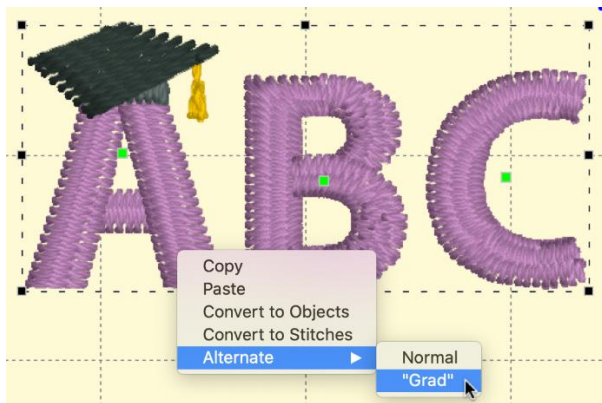 ABC
Copy
Paste
Convert to Objects
Convert to Stitches
Alternate
Normal
"Grad"